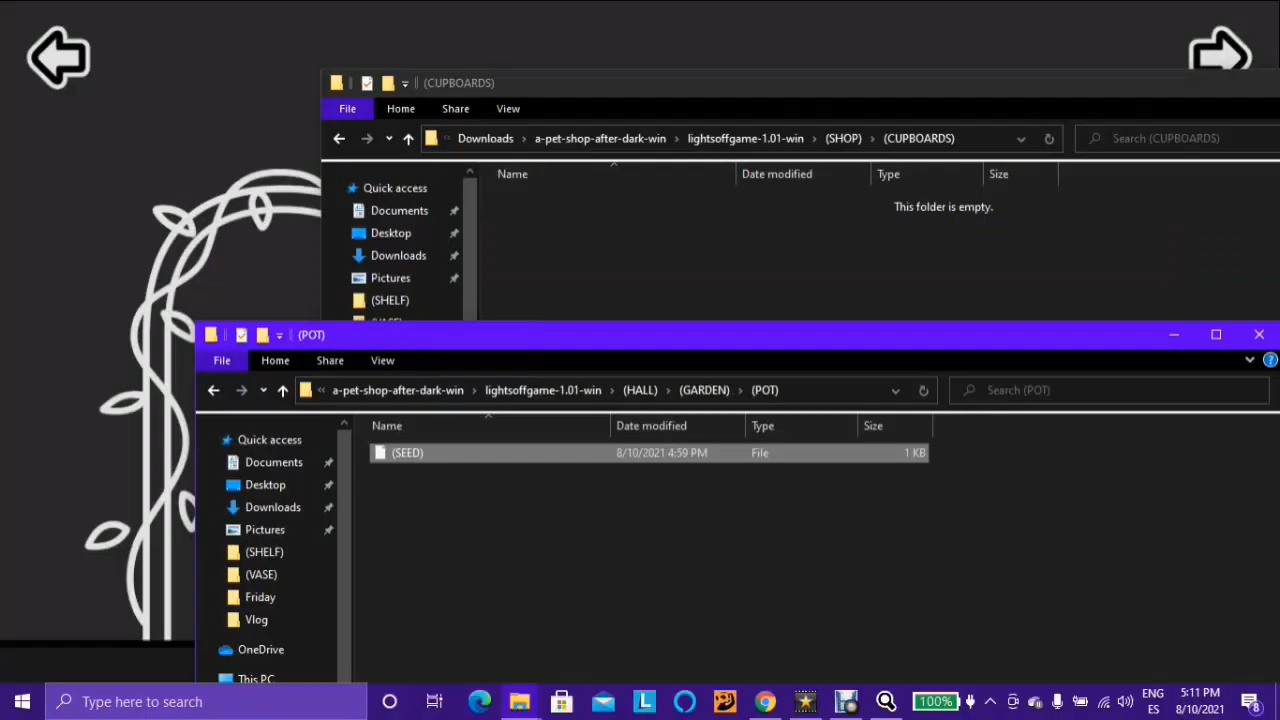 (CUPBOARDS)
File Home Share View
Downloads a-pet-shop-after-dark-win lightsoffgame-1.01-win (SHOP) (CUPBOARDS) Search (CUPBOARDS)
Name Date modified Type Size
Quick access
This folder is empty.
Documents
Desktop
Downloads
Pictures
(SHELF)
(POT)
File Home Share View
a-pet-shop-after-dark-win lightsoffgame-1.01-win (HALL) (GARDEN) (POT) Search (POT)
Name Date modified Type Size
Quick access
(SEED) 8/10/2021 4:59 PM File 1 KB
Documents
Desktop
Downloads
Pictures
(SHELF)
(VASE)
Friday
Vlog
OneDrive
This PC
Type here to search
100%
ENG
ES
5:11 PM
8/10/2021
8